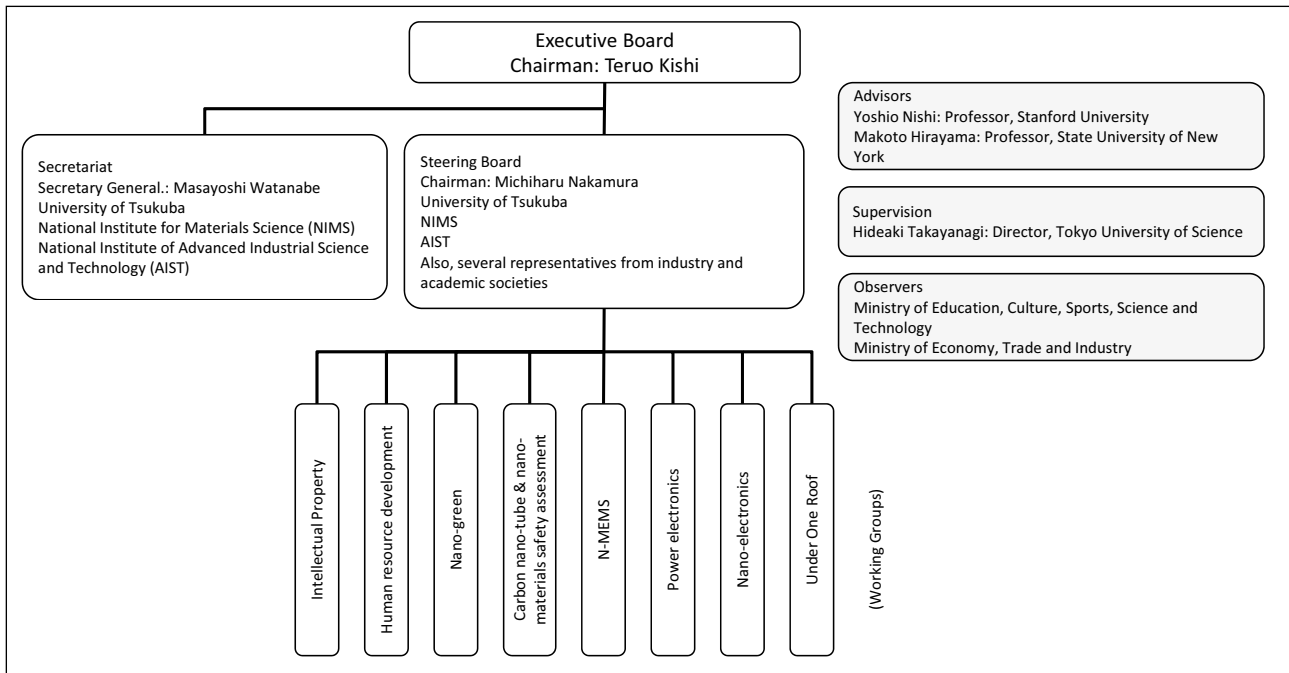 Executive Board
Chairman: Teruo Kishi
Advisors
Yoshio Nishi: Professor, Stanford University
Makoto Hirayama: Professor, State University of New
York
Secretariat
Secretary General.: Masayoshi Watanabe
University of Tsukuba
National Institute for Materials Science (NIMS)
National Institute of Advanced Industrial Science
and Technology (AIST)
Steering Board
Chairman: Michiharu Nakamura
University of Tsukuba
NIMS
AIST
Also, several representatives from industry and
academic societies
Supervision
Hideaki Takayanagi: Director, Tokyo University of Science
Observers
Ministry of Education, Culture, Sports, Science and
Technology
Ministry of Economy, Trade and Industry
Intellectual Property
Human resource development
Nano-green
Carbon nano-tube & nano-
materials safety assessment
N-MEMS
Power electronics
Nano-electronics
Under One Roof
(Working Groups)